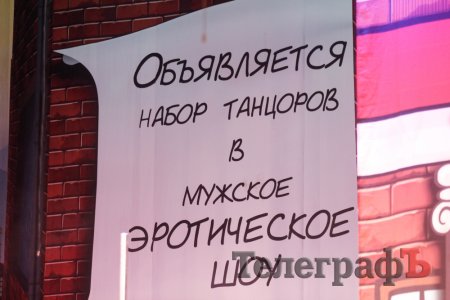 ОБЪЯВЛЯЕТСЯ
НАБОР ТАНЦОРОВ
В
МУЖСКОЕ
ЭРОТИЧЕСКОЕ
ШОУ
ТелеграфЪ